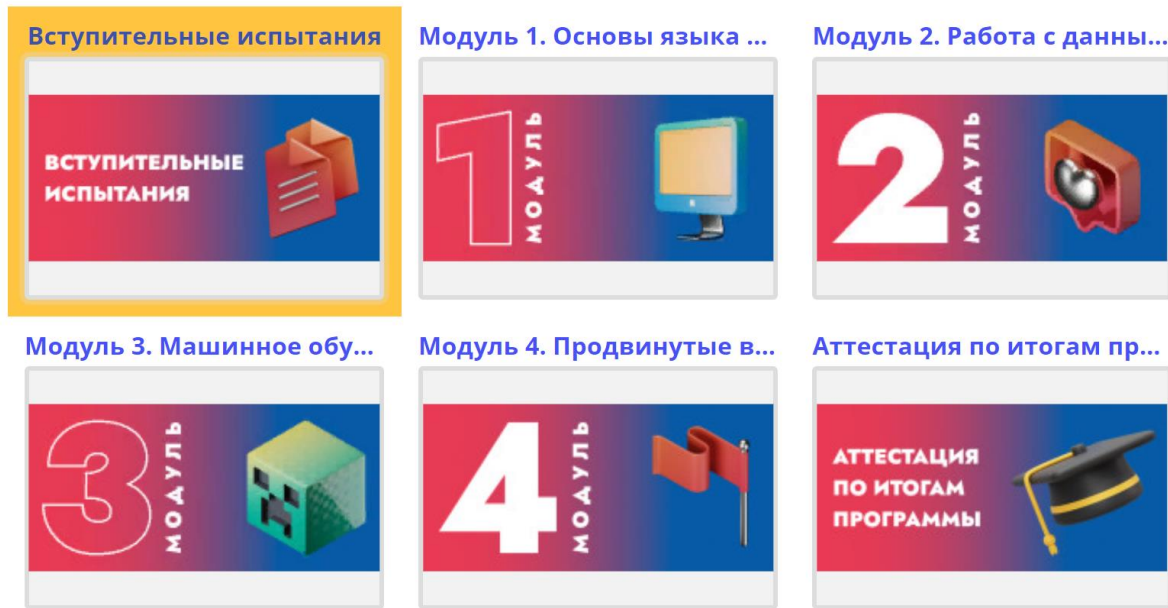 Вступительные испытания
ВСТУПИТЕЛЬНЫЕ
ИСПЫТАНИЯ
Модуль 1. Основы языка ...
1
МОДУЛЬ
Модуль 2. Работа с данны...
2
МОДУЛЬ
Модуль 3. Машинное обу...
3
МОДУЛЬ
Модуль 4. Продвинутые в...
4
МОДУЛЬ
Аттестация по итогам пр...
АТТЕСТАЦИЯ
ПО ИТОГАМ
ПРОГРАММЫ